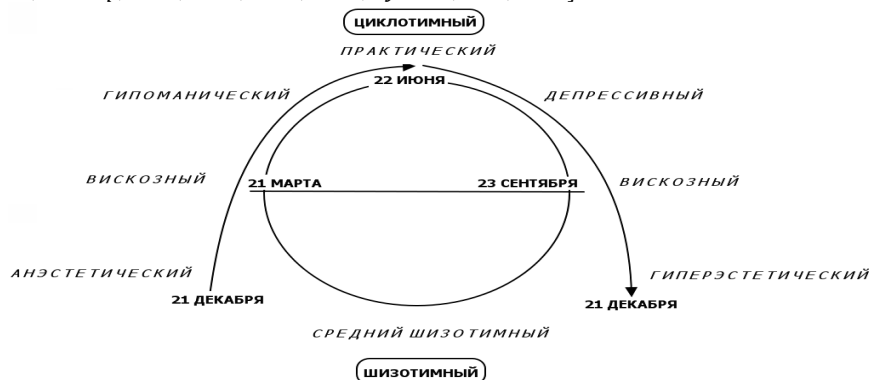 ЦИКЛОТИМНЫЙ
ПРАКТИЧЕСКИЙ
22 ИЮНЯ
ГИПОМАНИЧЕСКИЙ
ДЕПРЕССИВНЫЙ
ВИСКОЗНЫЙ
21 МАРТА
23 СЕНТЯБРЯ
ВИСКОЗНЫЙ
АНЭСТЕТИЧЕСКИЙ
ГИПЕРЭСТЕТИЧЕСКИЙ
21 ДЕКАБРЯ
21 ДЕКАБРЯ
СРЕДНИЙ ШИЗОТИМНЫЙ
ШИЗОТИМНЫЙ